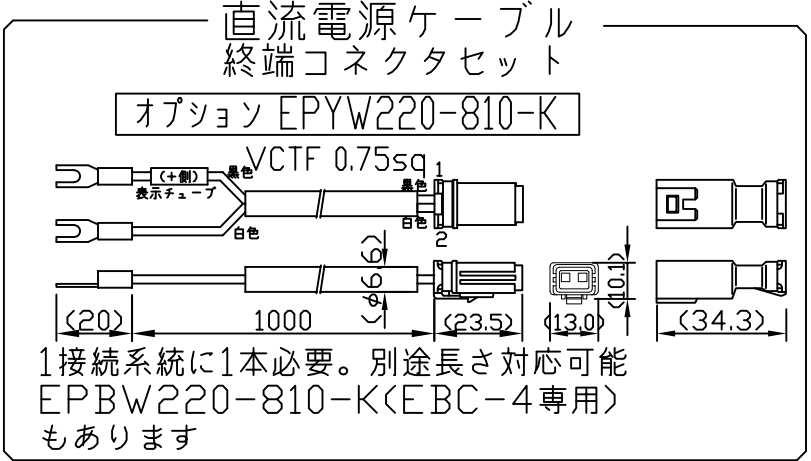 直流電源ケーブル
終端コネクタセット
オプション EPYW220-810-K
VCTF 0.75sq
(+側)
黒色
1
表示チューブ
黒色
白色
白色
2
(φ6.6)
(10.1)
(20)
1000
(23.5)
(13.0)
(34.3)
1接続系統に1本必要。別途長さ対応可能
EPBW220-810-K(EBC-4専用)
もあります